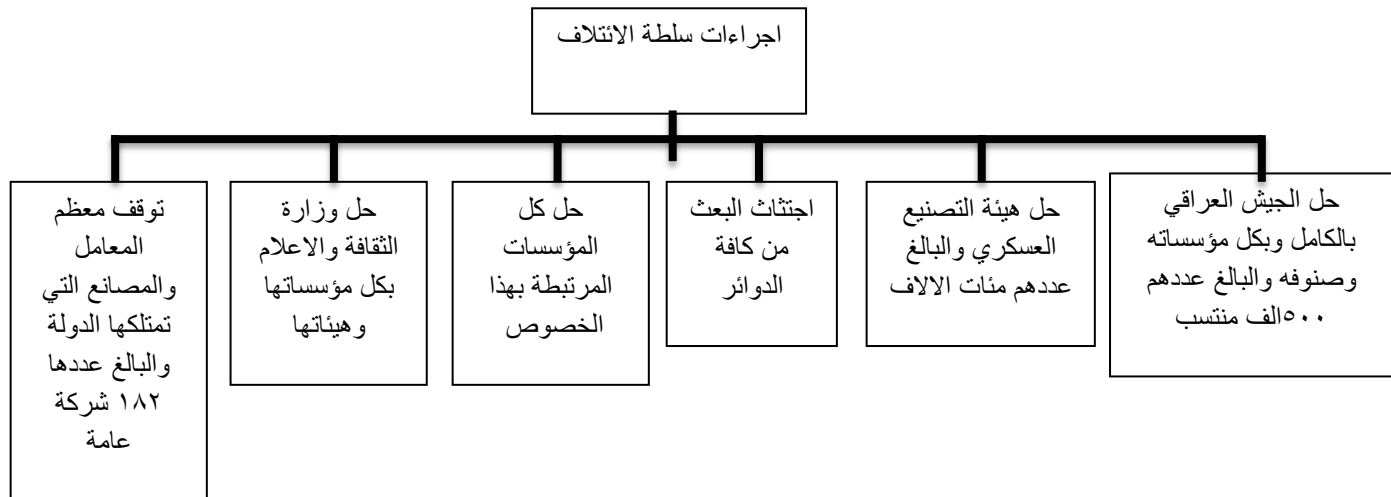 اجراءات سلطة الائتلاف
حل الجيش العراقي
بالكامل وبكل مؤسساته
وصنوفه والبالغ عددهم
٥٠٠الف منتسب
حل هيئة التصنيع
العسكري والبالغ
عددهم مئات الالاف
اجتثاث البعث
من كافة
الدوائر
حل كل
المؤسسات
المرتبطة بهذا
الخصوص
حل وزارة
الثقافة والاعلام
بكل مؤسساتها
وهيئاتها
توقف معظم
المعامل
والمصانع التي
تمتلكها الدولة
والبالغ عددها
١٨٢ شركة
عامة